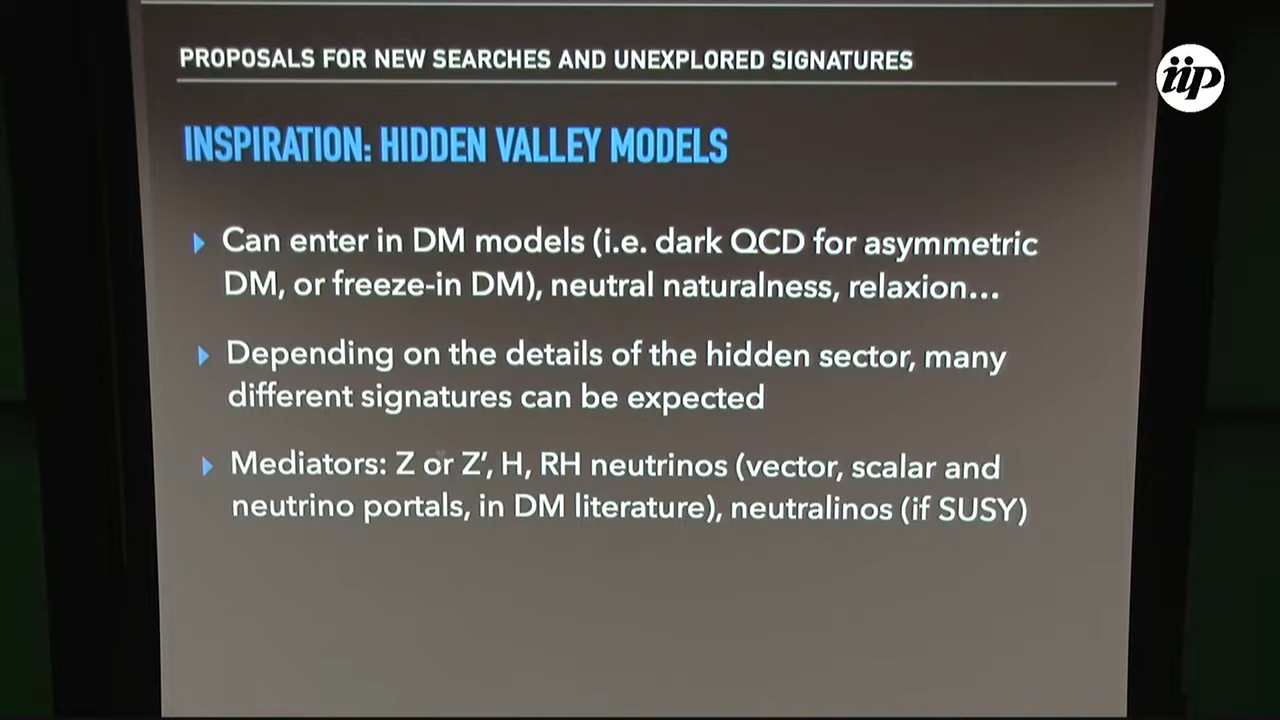 PROPOSALS FOR NEW SEARCHES AND UNEXPLORED SIGNATURES
iip
INSPIRATION: HIDDEN VALLEY MODELS
Can enter in DM models (i.e. dark QCD for asymmetric
DM, or freeze-in DM), neutral naturalness, relaxion...
Depending on the details of the hidden sector, many
different signatures can be expected
Mediators: Z or Z’, H, RH neutrinos (vector, scalar and
neutrino portals, in DM literature), neutralinos (if SUSY)